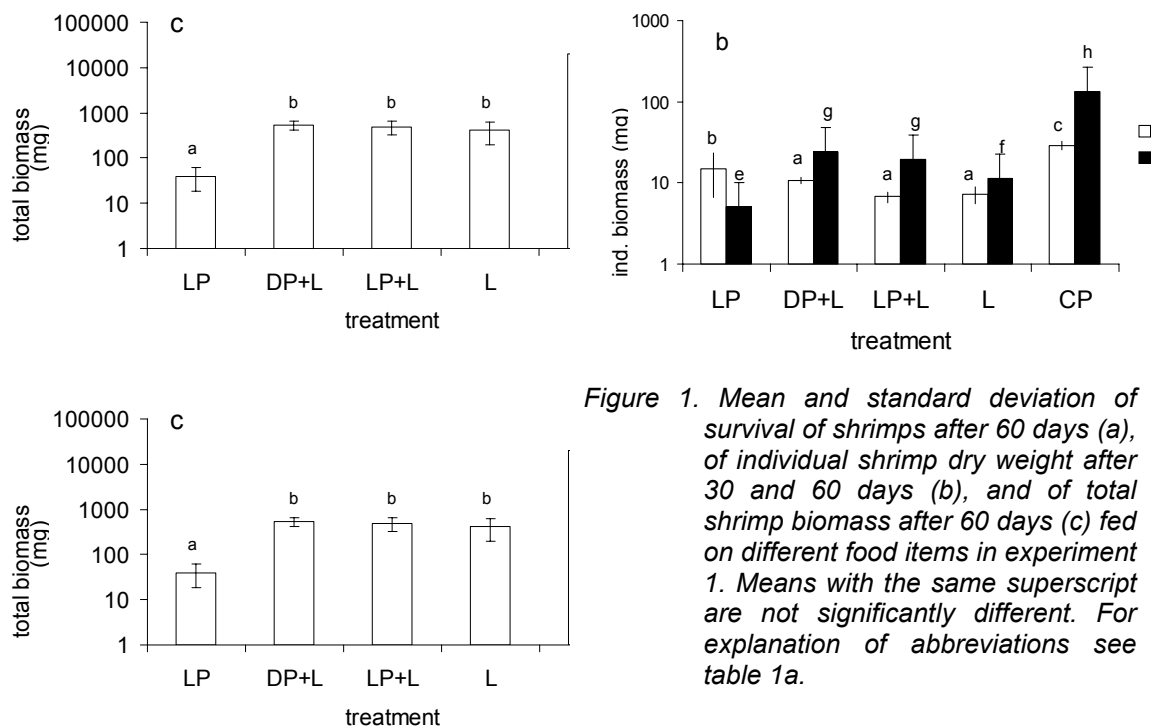 c
100000
10000
1000
100
10
1
total biomass
(mg)
a
b
b
b
LP
DP+L
LP+L
L
treatment
b
1000
100
10
1
ind. biomass (mg)
b
e
a
g
a
g
a
f
c
h
LP
DP+L
LP+L
L
CP
treatment
c
100000
10000
1000
100
10
1
total biomass
(mg)
a
b
b
b
LP
DP+L
LP+L
L
treatment
Figure 1. Mean and standard deviation of
survival of shrimps after 60 days (a),
of individual shrimp dry weight after
30 and 60 days (b), and of total
shrimp biomass after 60 days (c) fed
on different food items in experiment
1. Means with the same superscript
are not significantly different. For
explanation of abbreviations see
table 1a.